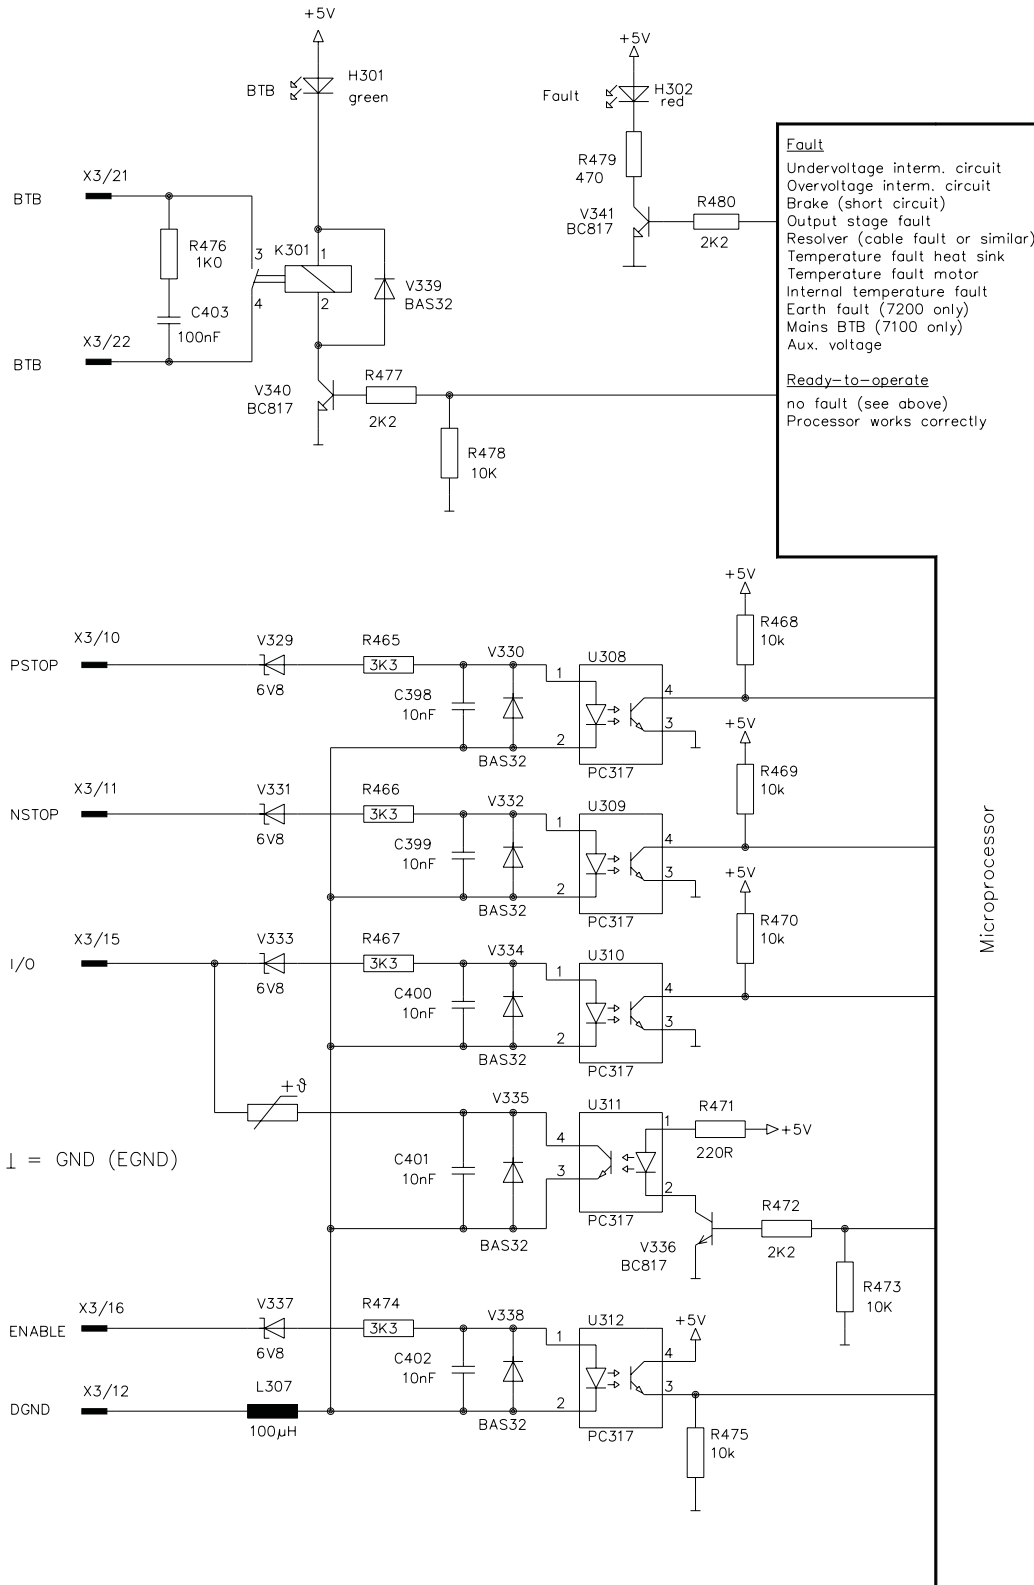 +5V
H301
BTB
green
+5V
Fault
H302
red
R479
470
V341
BC817
R480
2K2
Fault
Undervoltage interm. circuit
Overvoltage interm. circuit
Brake (short circuit)
Output stage fault
Resolver (cable fault or similar)
Temperature fault heat sink
Temperature fault motor
Internal temperature fault
Earth fault (7200 only)
Mains BTB (7100 only)
Aux. voltage
Ready-to-operate
no fault (see above)
Processor works correctly
X3/21
BTB
R476
1K0
3
K301
1
4
2
V339
BAS32
C403
100nF
X3/22
BTB
V340
BC817
R477
2K2
R478
10K
+5V
R468
10k
X3/10
PSTOP
V329
6V8
R465
3K3
V330
C398
10nF
BAS32
U308
1
2
4
3
PC317
+5V
R469
10k
X3/11
NSTOP
V331
6V8
R466
3K3
V332
C399
10nF
BAS32
U309
1
2
4
3
PC317
Microprocessor
+5V
R470
10k
X3/15
I/O
V333
6V8
R467
3K3
V334
C400
10nF
BAS32
U310
1
2
4
3
PC317
+ϑ
V335
C401
10nF
BAS32
U311
4
3
1
2
PC317
R471
220R
+5V
⊥ = GND (EGND)
V336
BC817
R472
2K2
R473
10K
X3/16
ENABLE
V337
6V8
R474
3K3
V338
C402
10nF
BAS32
U312
1
2
4
3
PC317
+5V
X3/12
DGND
L307
100µH
R475
10k